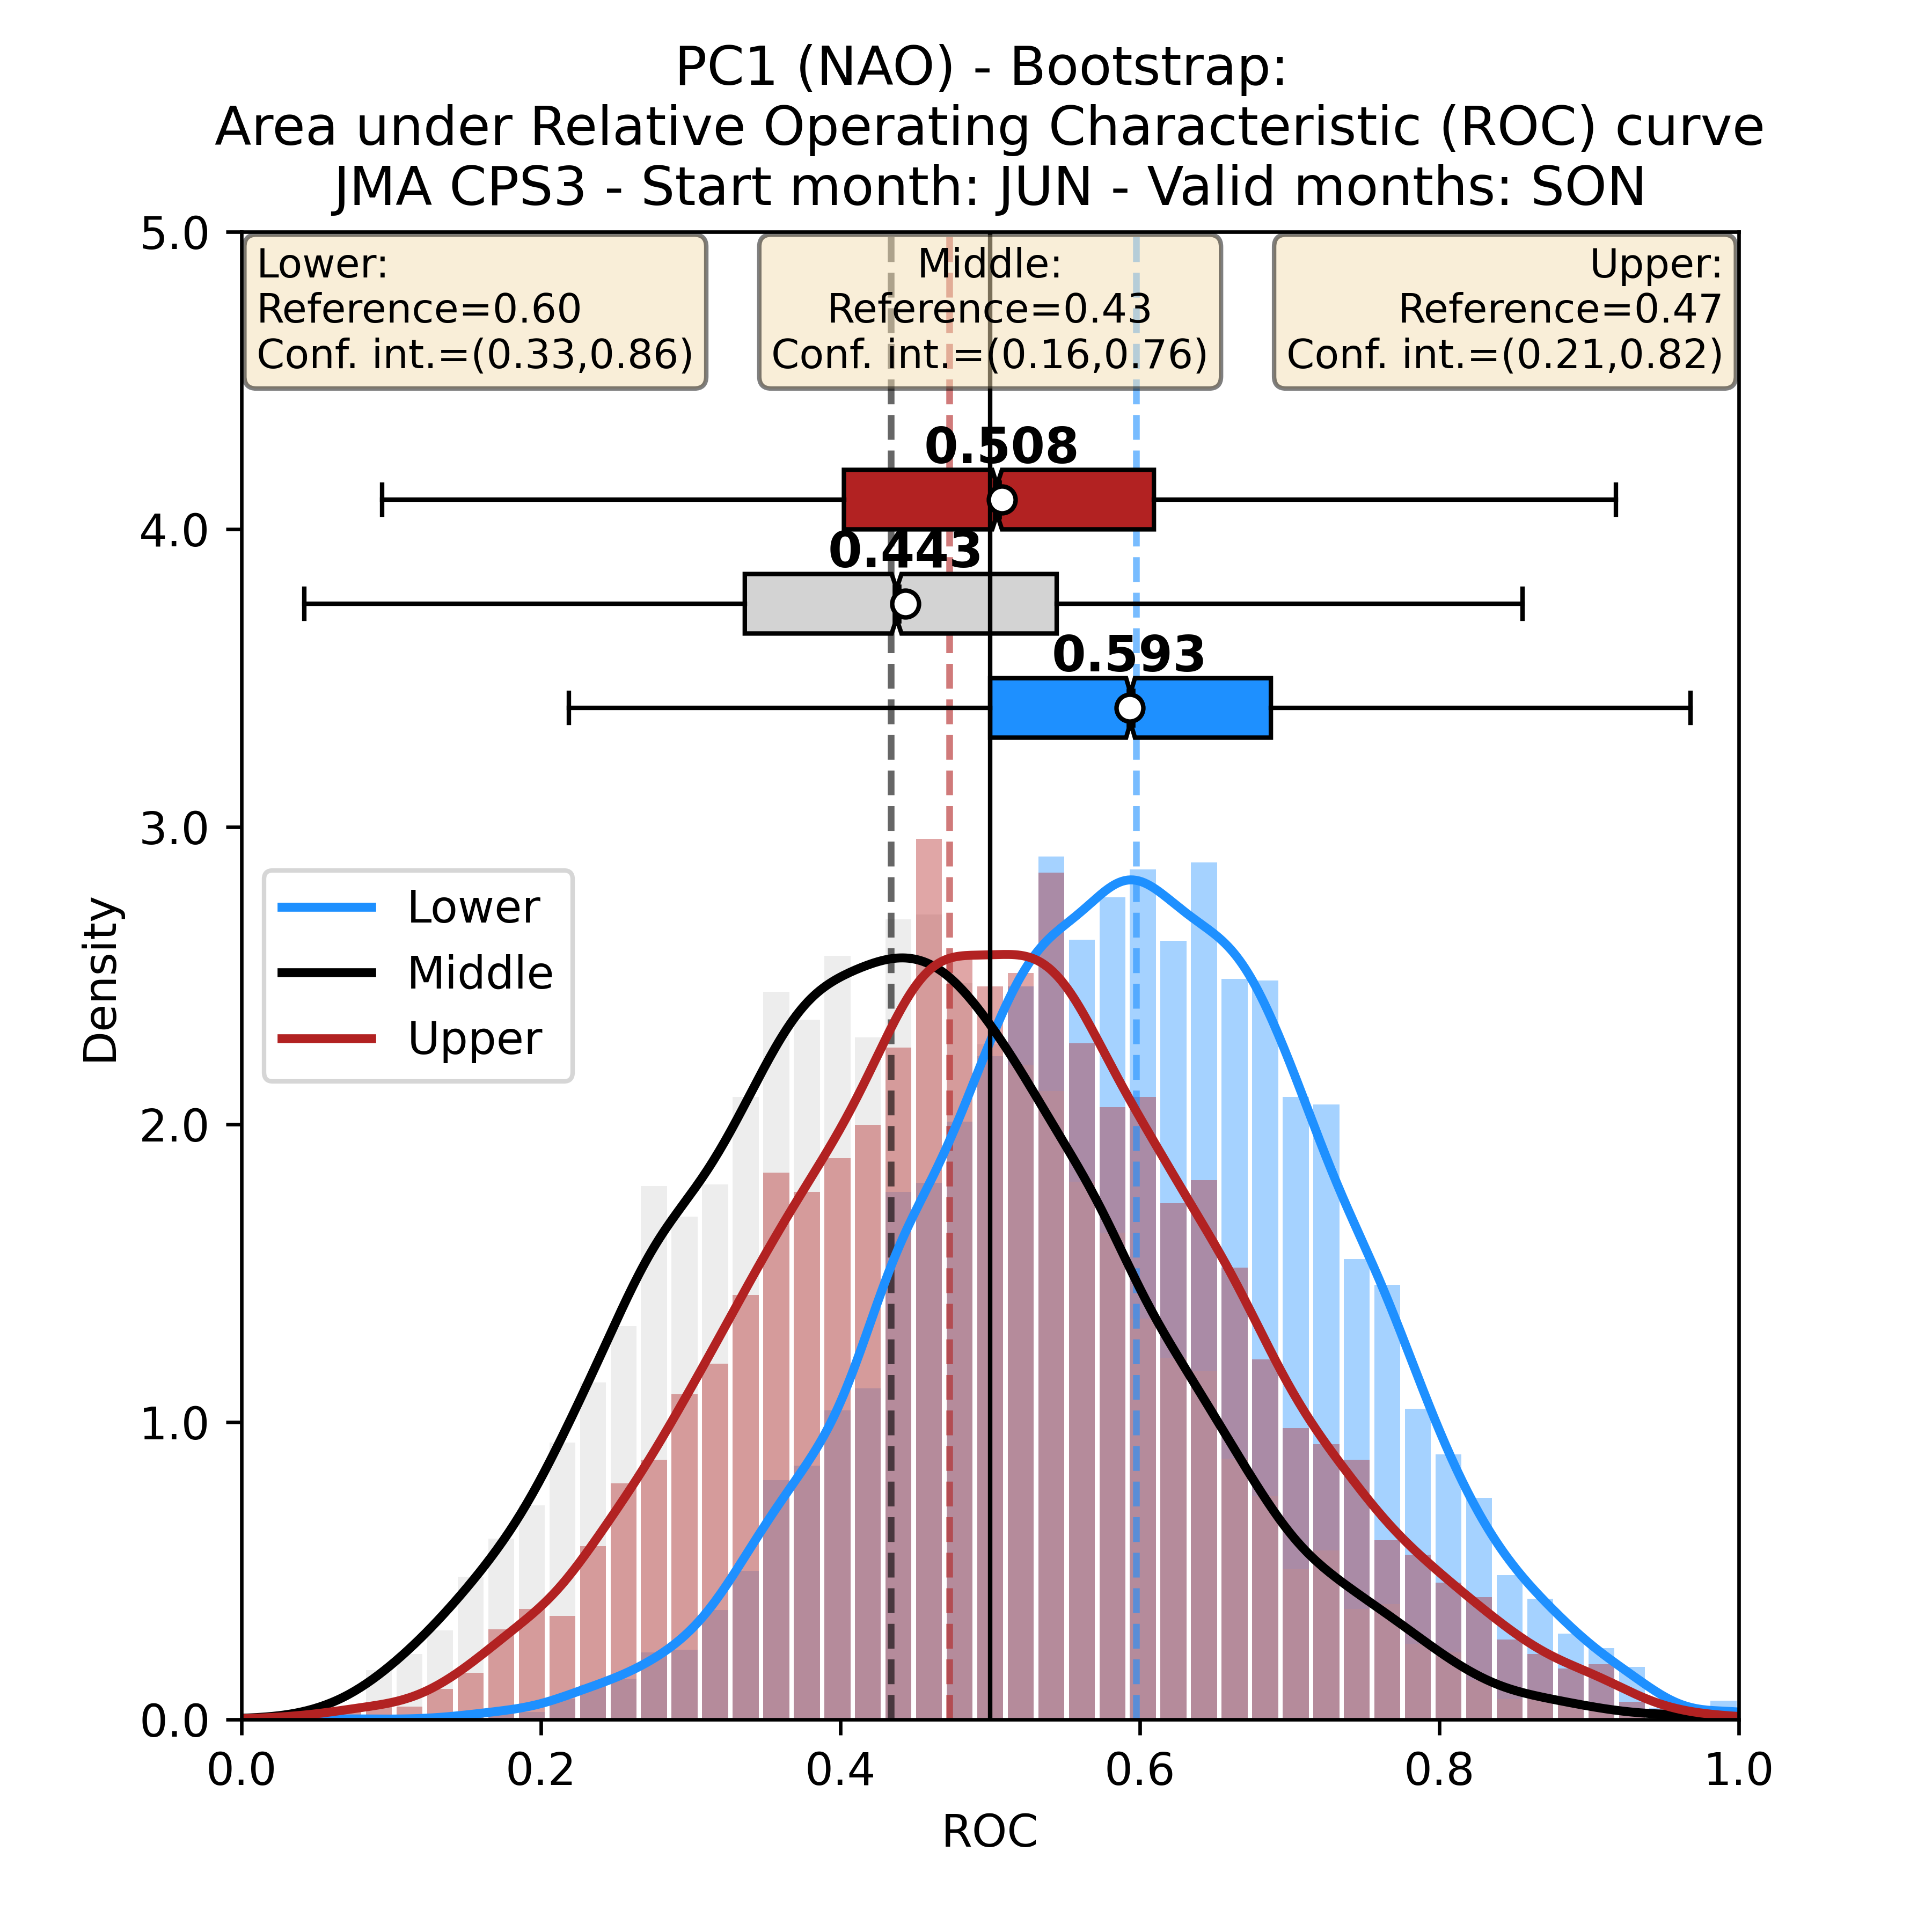 PC1 (NAO) - Bootstrap:
Area under Relative Operating Characteristic (ROC) curve
JMA CPS3 - Start month: JUN - Valid months: SON
5.0
Lower:
Reference=0.60
Conf. int.=(0.33,0.86)
Middle:
Reference=0.43
Conf. int.=(0.16,0.76)
Upper:
Reference=0.47
Conf. int.=(0.21,0.82)
0.508
4.0
0.443
0.593
3.0
Lower
Middle
Upper
Density
2.0
1.0
0.0
0.0
0.2
0.4
0.6
0.8
1.0
ROC